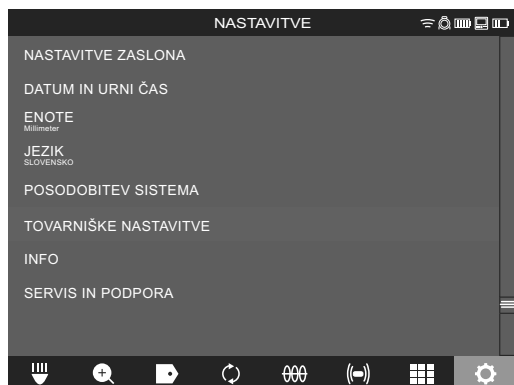 NASTAVITVE
NASTAVITVE ZASLONA
DATUM IN URNI ČAS
ENOTE
Millimeter
JEZIK
SLOVENSKO
POSODOBITEV SISTEMA
TOVARNIŠKE NASTAVITVE
INFO
SERVIS IN PODPORA